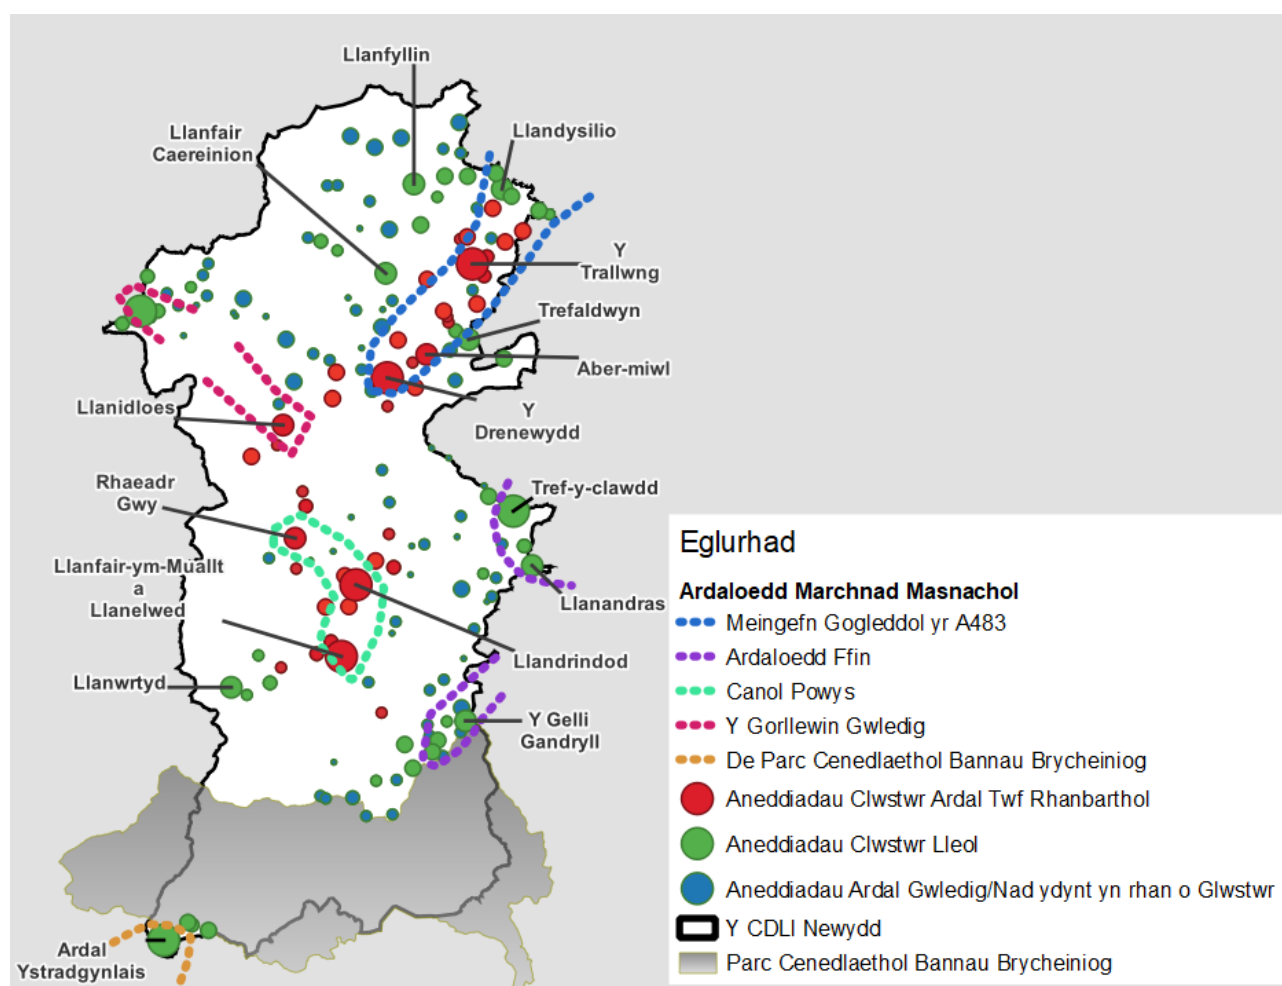 Llanfyllin
Llandysilio
Llanfair
Caereinion
Y
Trallwng
Trefaldwyn
Aber-miwl
Llanidloes
Y
Drenewydd
Rhaeadr
Gwy
Tref-y-clawdd
Llanfair-ym-Muallt
a
Llanelwed
Llanandras
Llandrindod
Llanwrtyd
Y Gelli
Gandryll
Ardal
Ystradgynlais
Eglurhad
Ardaloedd Marchnad Masnachol
Meingefn Gogleddol yr A483
Ardaloedd Ffin
Canol Powys
Y Gorllewin Gwledig
De Parc Cenedlaethol Bannau Brycheiniog
Aneddiadau Clwstwr Ardal Twf Rhanbarthol
Aneddiadau Clwstwr Lleol
Aneddiadau Ardal Gwledig/Nad ydynt yn rhan o Glwstwr
Y CDLl Newydd
Parc Cenedlaethol Bannau Brycheiniog